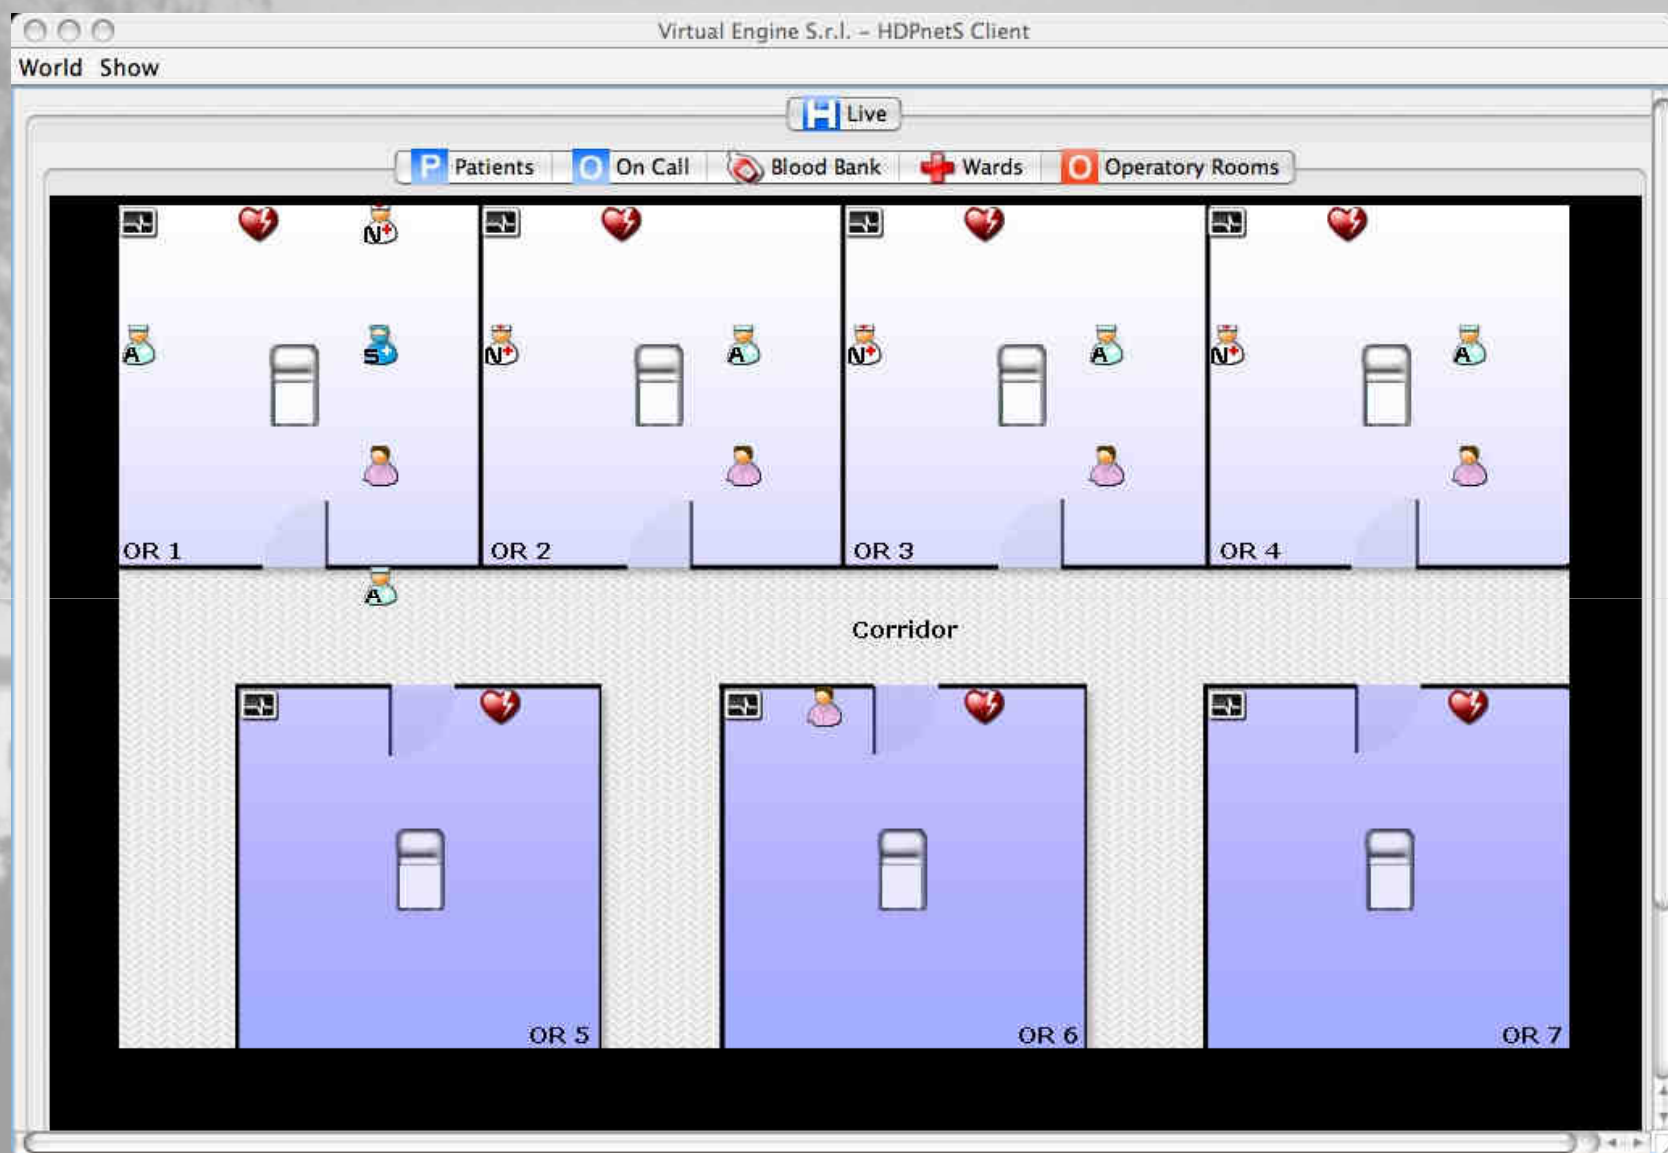 Virtual Engine S.r.l. – HDPnetS Client
World Show
H Live
P Patients O On Call Blood Bank Wards O Operatory Rooms
N+
A S+ N+ A N+ A N+ A
OR 1 OR 2 OR 3 OR 4
A
Corridor
OR 5 OR 6 OR 7